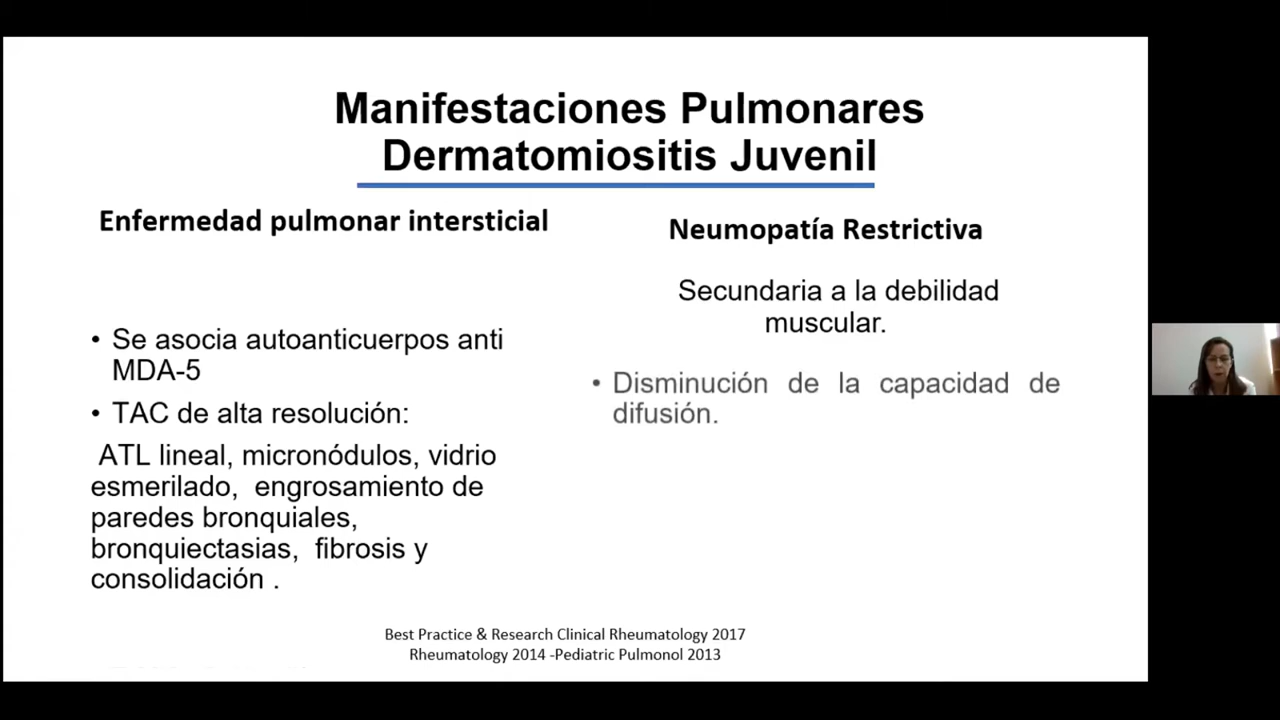 Manifestaciones Pulmonares
Dermatomiositis Juvenil
Enfermedad pulmonar intersticial
• Se asocia autoanticuerpos anti
MDA-5
• TAC de alta resolución:
ATL lineal, micronódulos, vidrio
esmerilado, engrosamiento de
paredes bronquiales,
bronquiectasias, fibrosis y
consolidación .
Neumopatía Restrictiva
Secundaria a la debilidad
muscular.
• Disminución de la capacidad de
difusión.
Best Practice & Research Clinical Rheumatology 2017
Rheumatology 2014 -Pediatric Pulmonol 2013